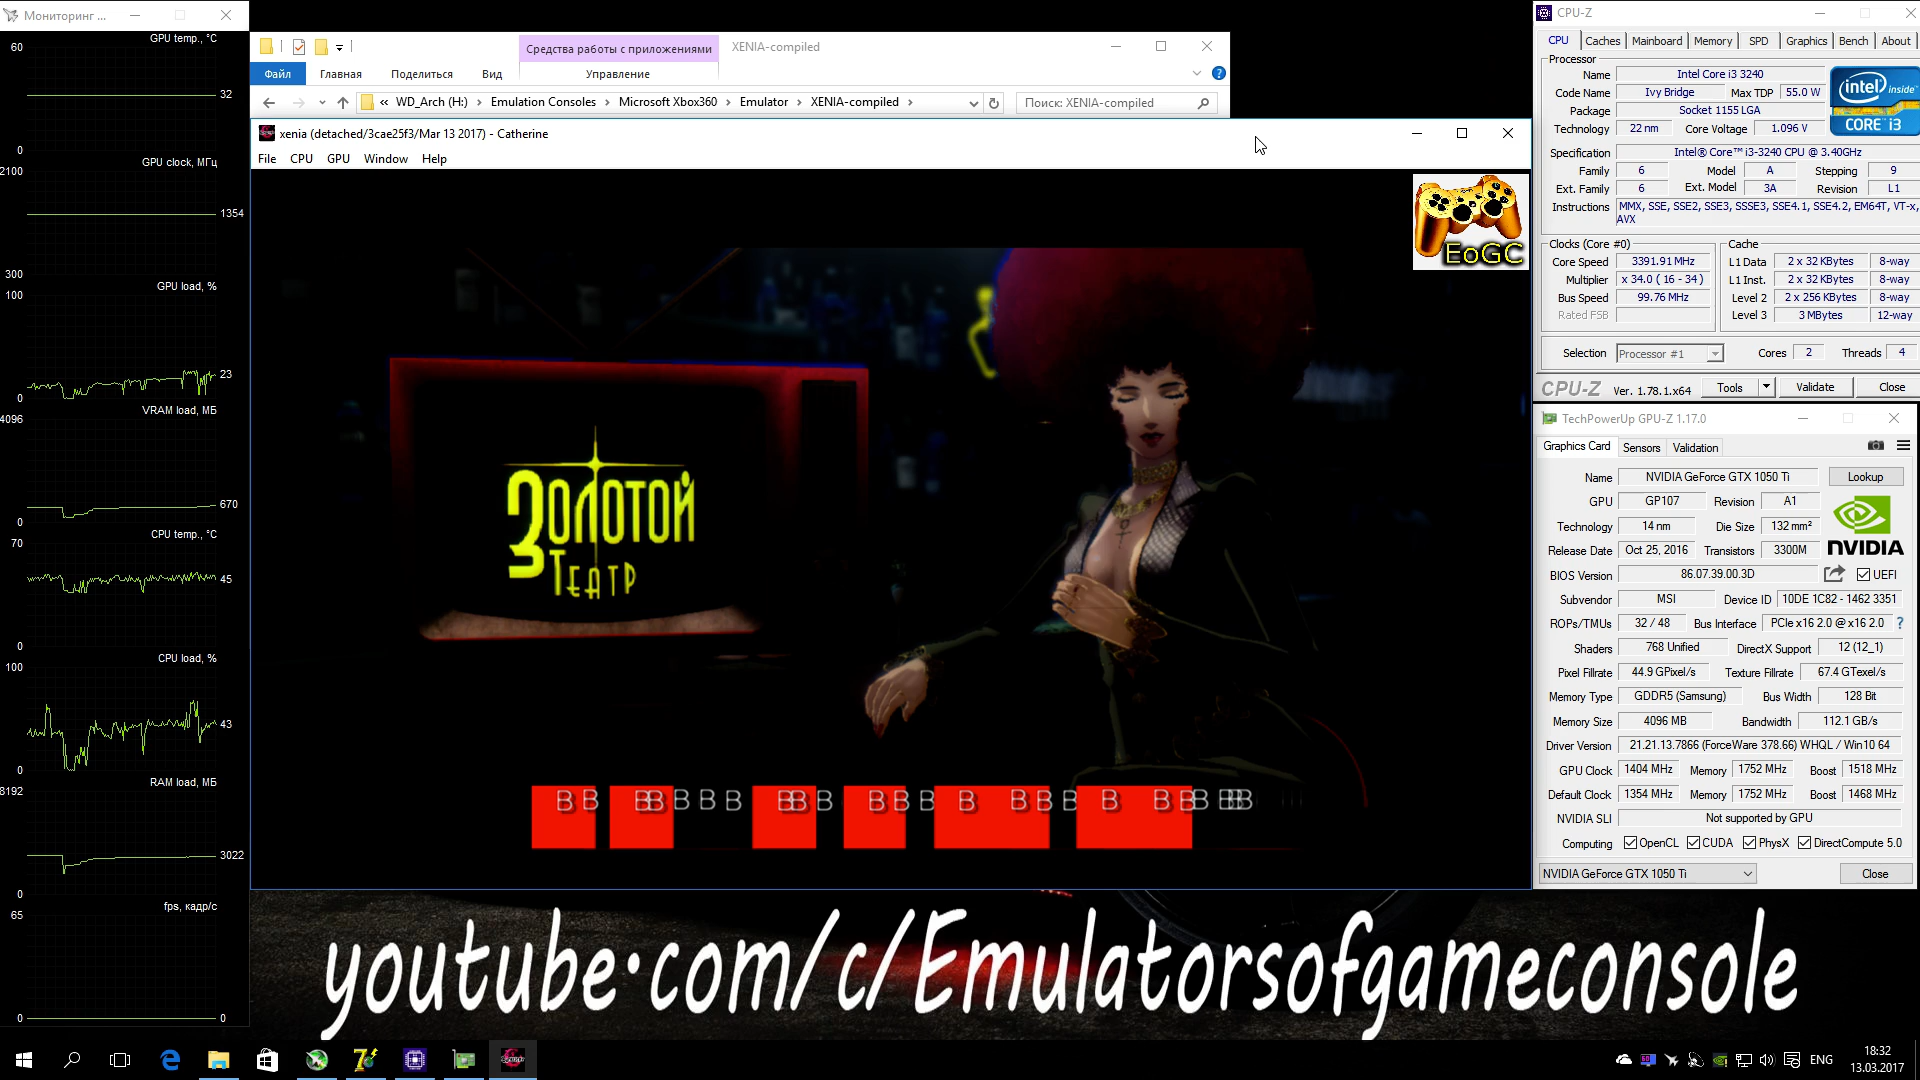 Мониторинг ...
GPU temp., °C
60
32
0
GPU clock, МГц
2100
1354
300
GPU load, %
100
23
0
VRAM load, МБ
4096
670
0
CPU temp., °C
70
45
0
CPU load, %
100
43
0
RAM load, МБ
8192
3022
0
fps, кадр/с
65
0
0
Средства работы с приложениями
XENIA-compiled
Файл
Главная
Поделиться
Вид
Управление
« WD_Arch (H:) > Emulation Consoles > Microsoft Xbox360 > Emulator > XENIA-compiled >
Поиск: XENIA-compiled
xenia (detached/3cae25f3/Mar 13 2017) - Catherine
File CPU GPU Window Help
EoGC
Золотой
Театр
B B B B B B B B B B B B B B B B B B B B B B B B B
youtube.com/c/Emulatorsofgameconsole
CPU-Z
CPU Caches Mainboard Memory SPD Graphics Bench About
Processor
Name Intel Core i3 3240
Code Name Ivy Bridge Max TDP 55.0 W
Package Socket 1155 LGA
Technology 22 nm Core Voltage 1.096 V
intel inside™
CORE i3
Specification Intel® Core™ i3-3240 CPU @ 3.40GHz
Family 6 Model A Stepping 9
Ext. Family 6 Ext. Model 3A Revision L1
Instructions MMX, SSE, SSE2, SSE3, SSSE3, SSE4.1, SSE4.2, EM64T, VT-x,
AVX
Clocks (Core #0)
Core Speed 3391.91 MHz
Multiplier x 34.0 ( 16 - 34 )
Bus Speed 99.76 MHz
Rated FSB
Cache
L1 Data 2 x 32 KBytes 8-way
L1 Inst. 2 x 32 KBytes 8-way
Level 2 2 x 256 KBytes 8-way
Level 3 3 MBytes 12-way
Selection Processor #1 Cores 2 Threads 4
CPU-Z Ver. 1.78.1.x64 Tools Validate Close
TechPowerUp GPU-Z 1.17.0
Graphics Card Sensors Validation
Name NVIDIA GeForce GTX 1050 Ti Lookup
GPU GP107 Revision A1
Technology 14 nm Die Size 132 mm²
Release Date Oct 25, 2016 Transistors 3300M
NVIDIA
BIOS Version 86.07.39.00.3D UEFI
Subvendor MSI Device ID 10DE 1C82 - 1462 3351
ROPs/TMUs 32 / 48 Bus Interface PCIe x16 2.0 @ x16 2.0 ?
Shaders 768 Unified DirectX Support 12 (12_1)
Pixel Fillrate 44.9 GPixel/s Texture Fillrate 67.4 GTexel/s
Memory Type GDDR5 (Samsung) Bus Width 128 Bit
Memory Size 4096 MB Bandwidth 112.1 GB/s
Driver Version 21.21.13.7866 (ForceWare 378.66) WHQL / Win10 64
GPU Clock 1404 MHz Memory 1752 MHz Boost 1518 MHz
Default Clock 1354 MHz Memory 1752 MHz Boost 1468 MHz
NVIDIA SLI Not supported by GPU
Computing OpenCL CUDA PhysX DirectCompute 5.0
NVIDIA GeForce GTX 1050 Ti Close
ENG
18:32
13.03.2017